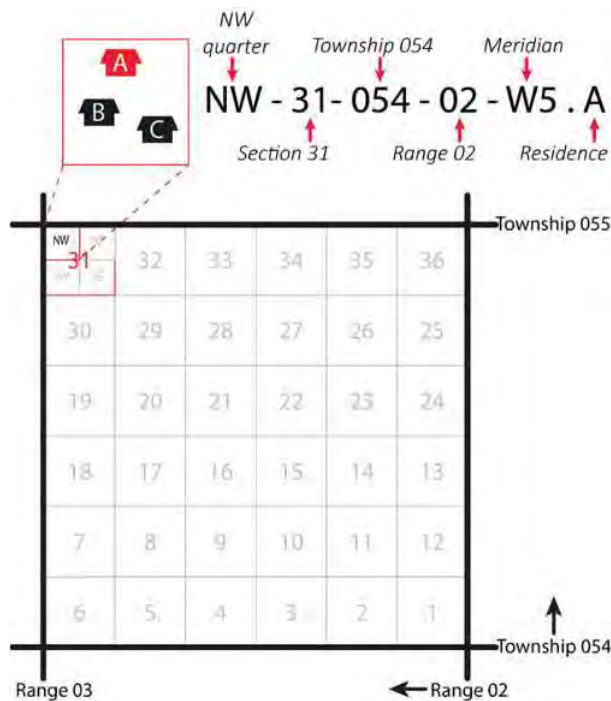 NW
quarter
Township 054
Meridian
A
B
C
NW - 31 - 054 - 02 - W5 . A
Section 31
Range 02
Residence
Township 055
NW
31 32 33 34 35 36
30 29 28 27 26 25
19 20 21 22 23 24
18 17 16 15 14 13
7 8 9 10 11 12
6 5 4 3 2 1
Township 054
Range 03
Range 02